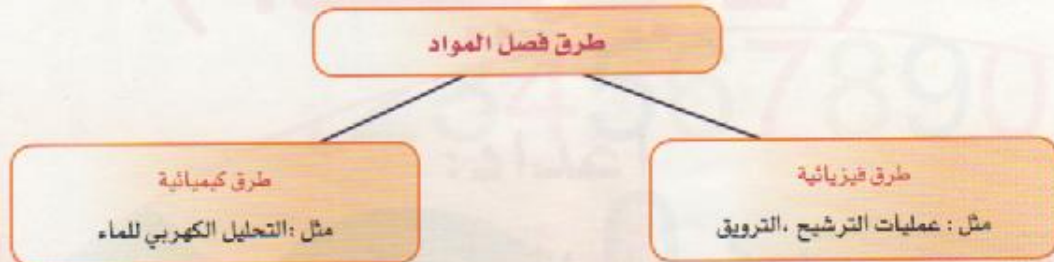 طرق فصل المواد
طرق فيزيائية
مثل : عمليات الترشيح ،الترويق
طرق كيميائية
مثل :التحليل الكهربي للماء